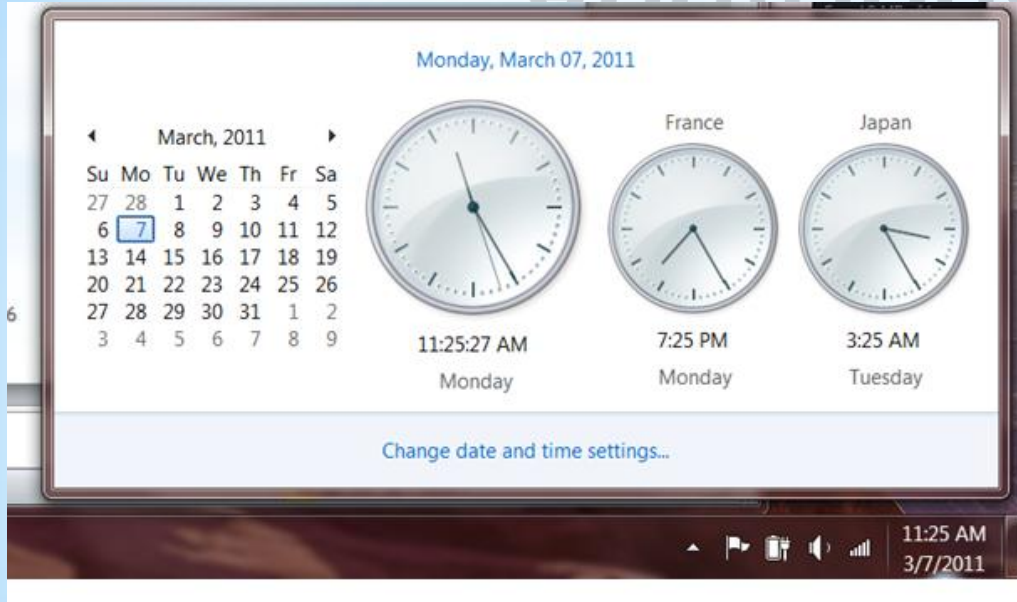 Monday, March 07, 2011
March, 2011
Su Mo Tu We Th Fr Sa
27 28 1 2 3 4 5
6 7 8 9 10 11 12
13 14 15 16 17 18 19
20 21 22 23 24 25 26
27 28 29 30 31 1 2
3 4 5 6 7 8 9
11:25:27 AM
Monday
France
7:25 PM
Monday
Japan
3:25 AM
Tuesday
Change date and time settings...
6
11:25 AM
3/7/2011